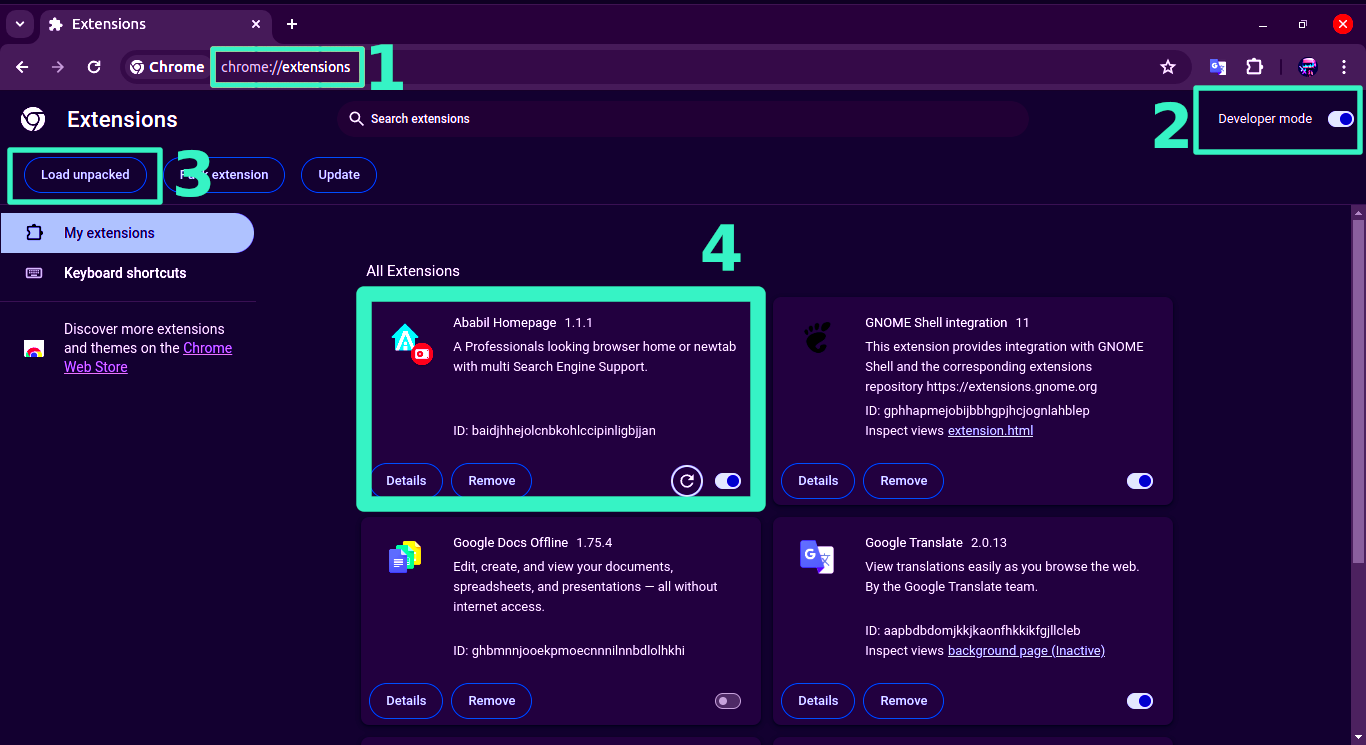 Extensions
Chrome
chrome://extensions
1
Extensions
Search extensions
2
Developer mode
Load unpacked
3
extension
Update
My extensions
Keyboard shortcuts
Discover more extensions
and themes on the Chrome
Web Store
4
All Extensions
Ababil Homepage 1.1.1
A Professionals looking browser home or newtab
with multi Search Engine Support.
ID: baidjhhejolcnbkohlccipinligbjjan
Details
Remove
GNOME Shell integration 11
This extension provides integration with GNOME
Shell and the corresponding extensions
repository https://extensions.gnome.org
ID: gphhapmejobijbbhgpjhcjognlahblep
Inspect views extension.html
Details
Remove
Google Docs Offline 1.75.4
Edit, create, and view your documents,
spreadsheets, and presentations — all without
internet access.
ID: ghbmnnjooekpmoecnnnilnnbdlolhkhi
Details
Remove
Google Translate 2.0.13
View translations easily as you browse the web.
By the Google Translate team.
ID: aapbdbdomjkkjkaonfhkkikfgjllcleb
Inspect views background page (Inactive)
Details
Remove